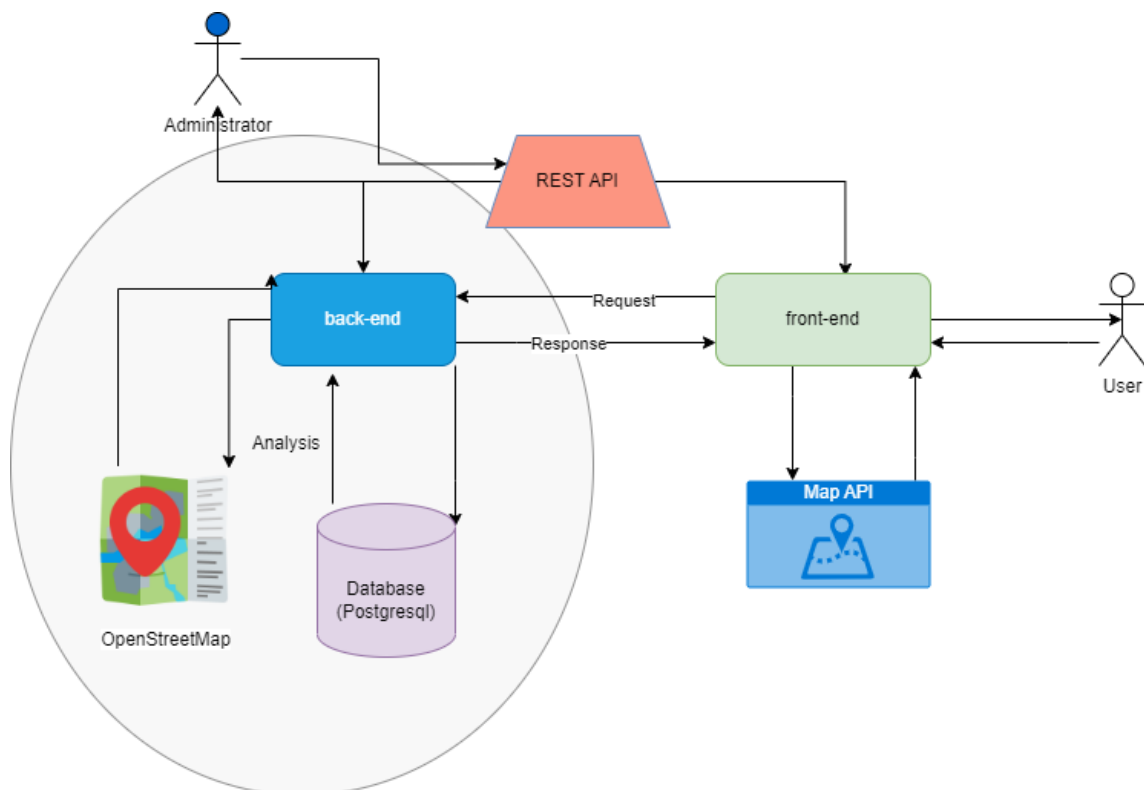 Administrator
REST API
back-end
Request
Response
front-end
User
Analysis
Map API
Database
(Postgresql)
OpenStreetMap